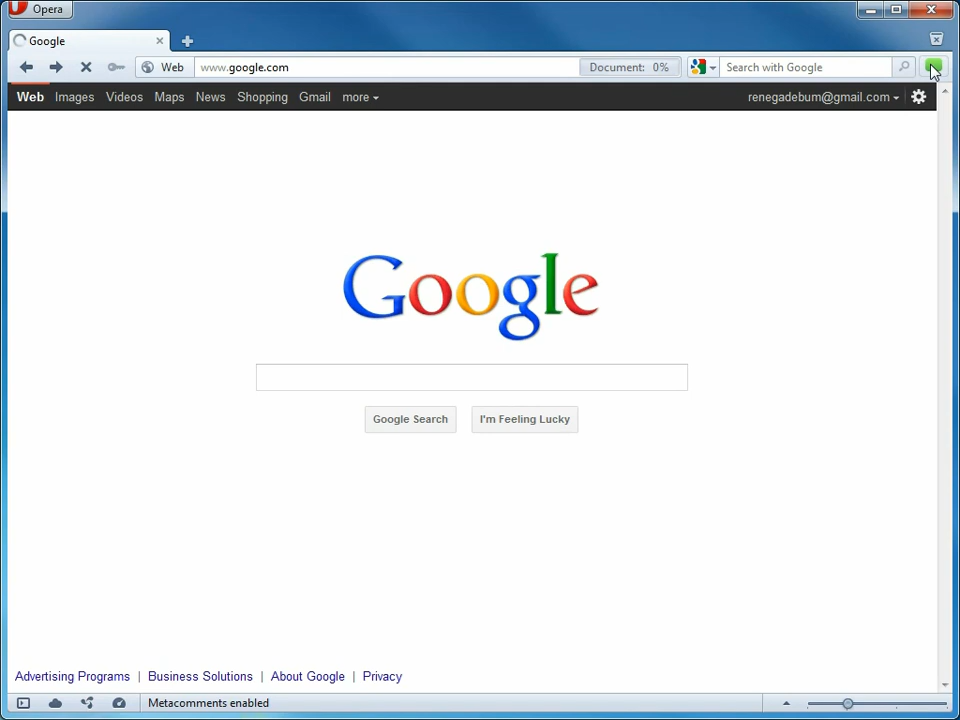 Opera
Google
Web www.google.com Document: 0% Search with Google
Web Images Videos Maps News Shopping Gmail more renegadebum@gmail.com
Google
Google Search I'm Feeling Lucky
Advertising Programs | Business Solutions | About Google | Privacy
Metacomments enabled